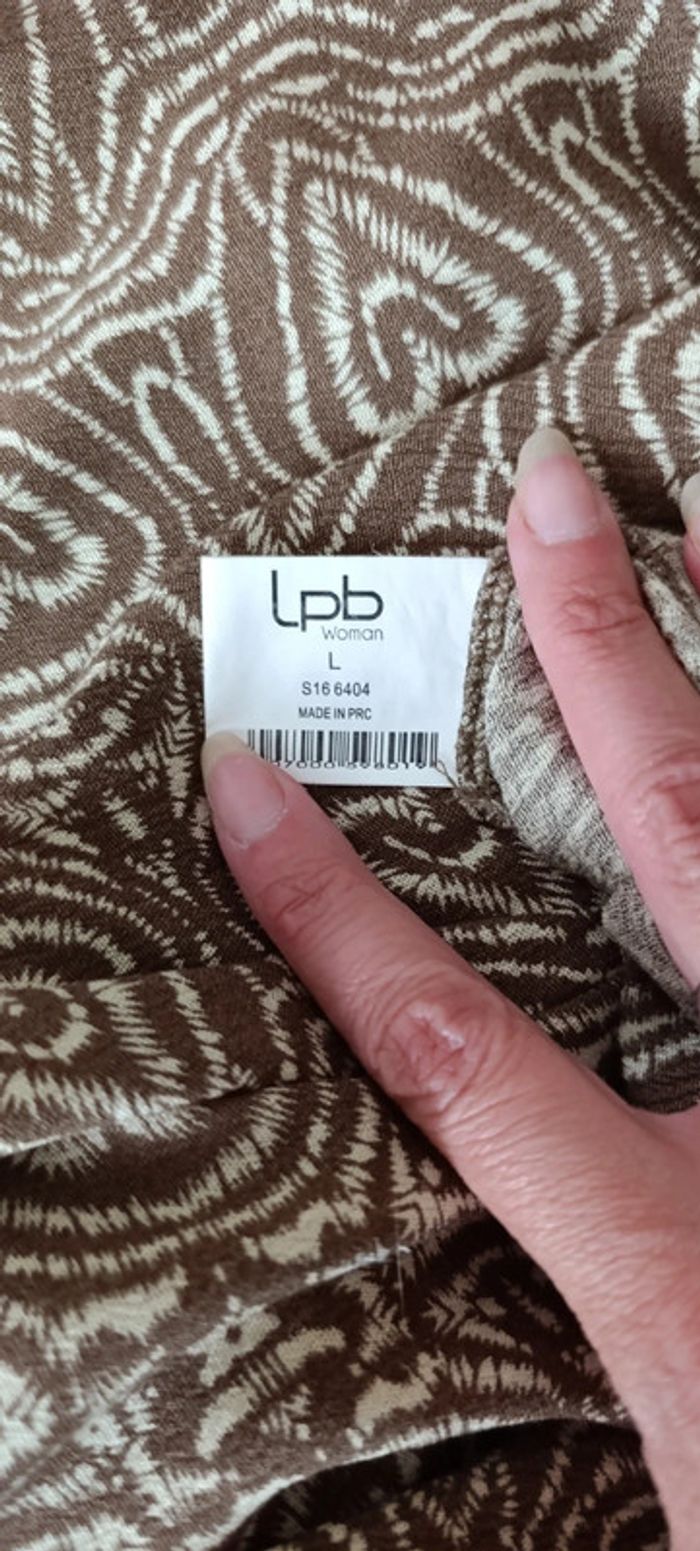 lpb
Woman
L
S16 6404
MADE IN PRC